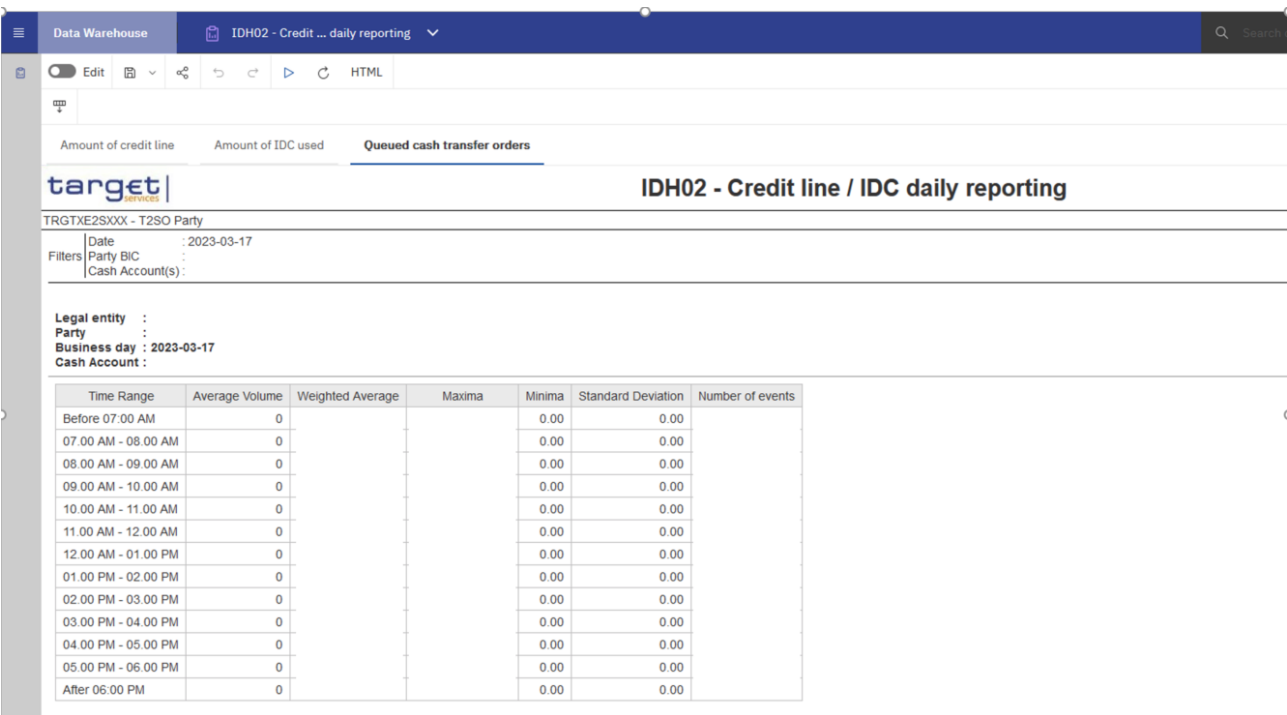 Data Warehouse IDH02 - Credit ... daily reporting Search
Edit HTML
Amount of credit line Amount of IDC used Queued cash transfer orders
target| services IDH02 - Credit line / IDC daily reporting
TRGTXE2SXXX - T2SO Party
Date : 2023-03-17
Filters Party BIC :
Cash Account(s) :
Legal entity :
Party :
Business day : 2023-03-17
Cash Account :
Time Range Average Volume Weighted Average Maxima Minima Standard Deviation Number of events
Before 07:00 AM 0 0.00 0.00
07.00 AM - 08.00 AM 0 0.00 0.00
08.00 AM - 09.00 AM 0 0.00 0.00
09.00 AM - 10.00 AM 0 0.00 0.00
10.00 AM - 11.00 AM 0 0.00 0.00
11.00 AM - 12.00 AM 0 0.00 0.00
12.00 AM - 01.00 PM 0 0.00 0.00
01.00 PM - 02.00 PM 0 0.00 0.00
02.00 PM - 03.00 PM 0 0.00 0.00
03.00 PM - 04.00 PM 0 0.00 0.00
04.00 PM - 05.00 PM 0 0.00 0.00
05.00 PM - 06.00 PM 0 0.00 0.00
After 06:00 PM 0 0.00 0.00